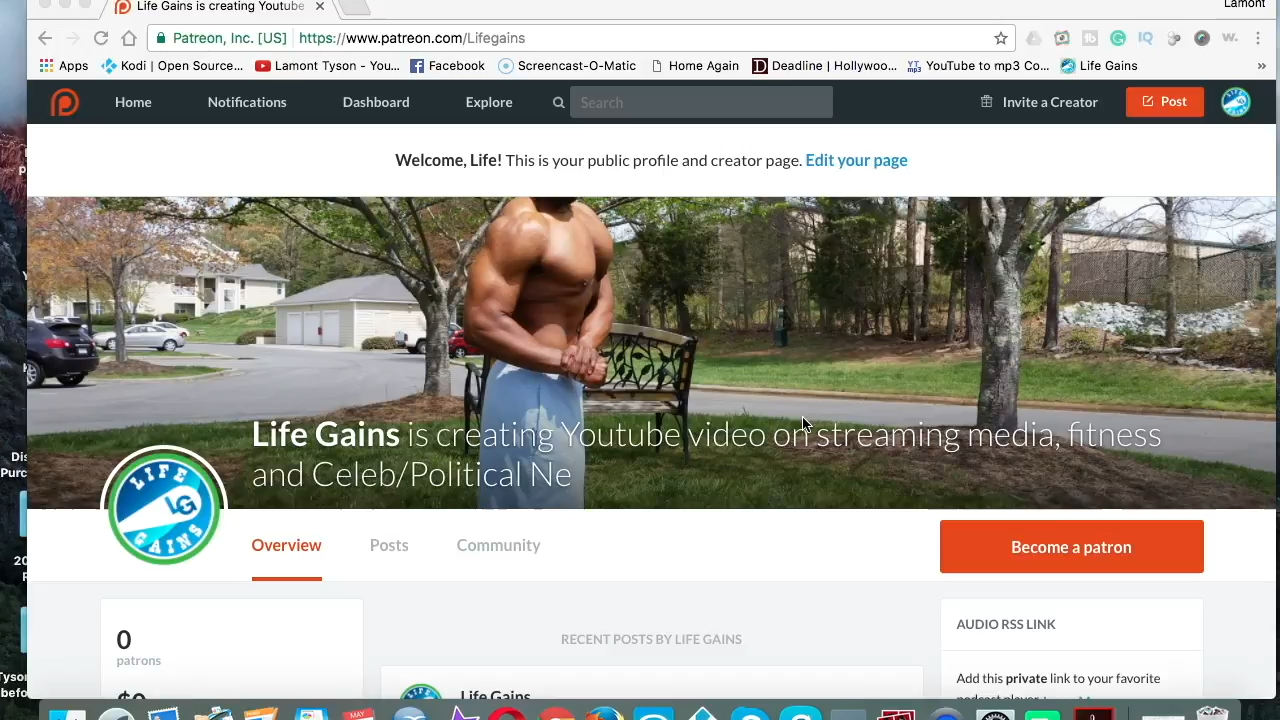 Lamont
Life Gains is creating Youtube
Patreon, Inc. [US]
https://www.patreon.com/Lifegains
Apps
Kodi | Open Source...
Lamont Tyson - You...
Facebook
Screencast-O-Matic
Home Again
Deadline | Hollywoo...
YouTube to mp3 Co...
Life Gains
»
Home
Notifications
Dashboard
Explore
Search
Invite a Creator
Post
Welcome, Life! This is your public profile and creator page. Edit your page
Life Gains is creating Youtube video on streaming media, fitness
and Celeb/Political Ne
LIFE
LG
GAINS
Overview
Posts
Community
Become a patron
0
patrons
RECENT POSTS BY LIFE GAINS
Life Gains
AUDIO RSS LINK
Add this private link to your favorite
MAY